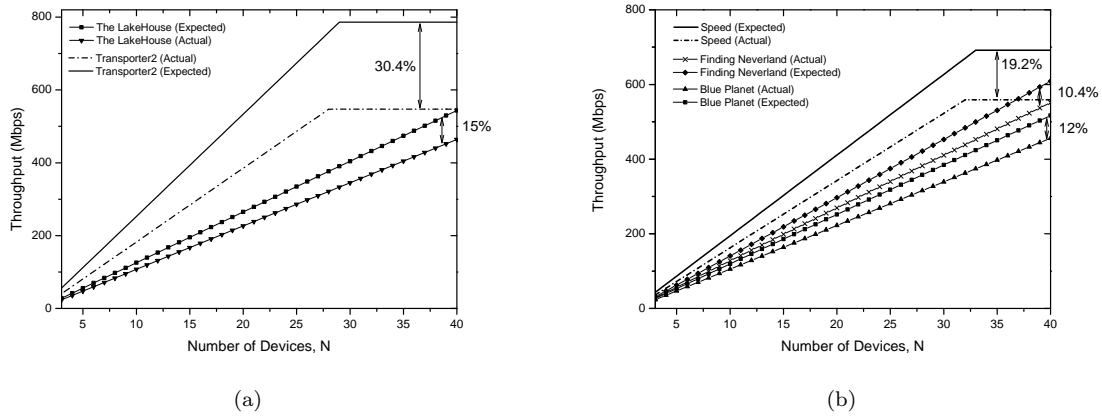 800
600
400
200
0
5
10
15
20
25
30
35
40
Throughput (Mbps)
Number of Devices, N
The LakeHouse (Expected)
The LakeHouse (Actual)
Transporter2 (Actual)
Transporter2 (Expected)
30.4%
15%
(a)
800
600
400
200
0
5
10
15
20
25
30
35
40
Throughput (Mbps)
Number of Devices, N
Speed (Expected)
Speed (Actual)
Finding Neverland (Actual)
Finding Neverland (Expected)
Blue Planet (Actual)
Blue Planet (Expected)
19.2%
10.4%
12%
(b)